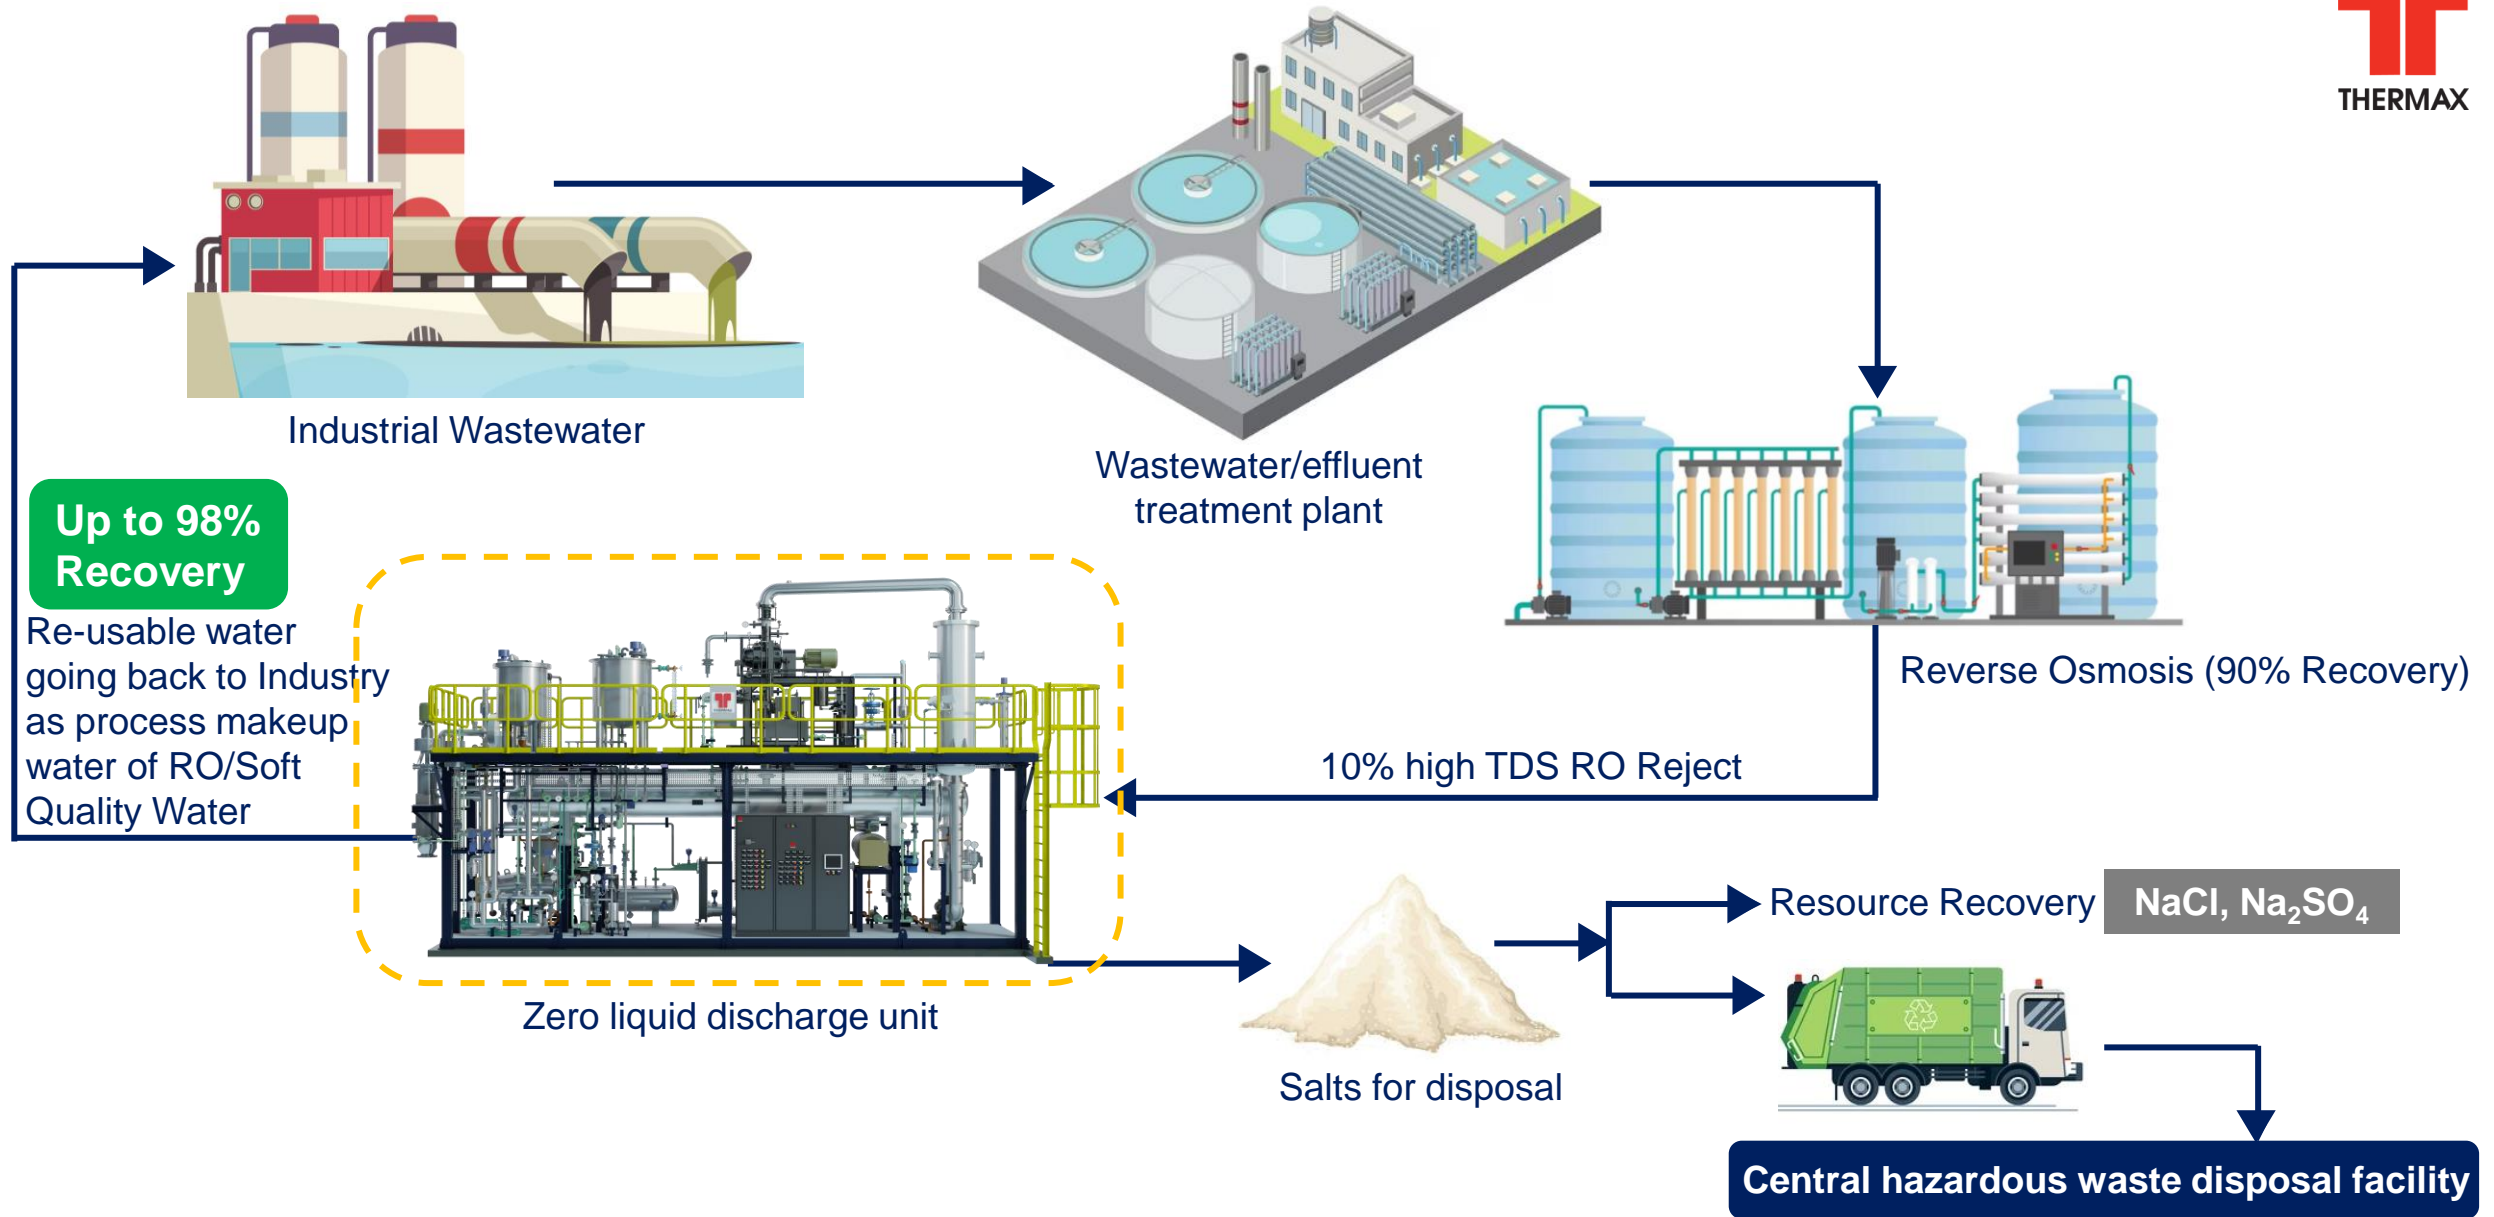 THERMAX
Industrial Wastewater
Wastewater/effluent
treatment plant
Up to 98%
Recovery
Re-usable water
going back to Industry
as process makeup
water of RO/Soft
Quality Water
Reverse Osmosis (90% Recovery)
10% high TDS RO Reject
Zero liquid discharge unit
Salts for disposal
Resource Recovery
NaCl, Na₂SO₄
Central hazardous waste disposal facility